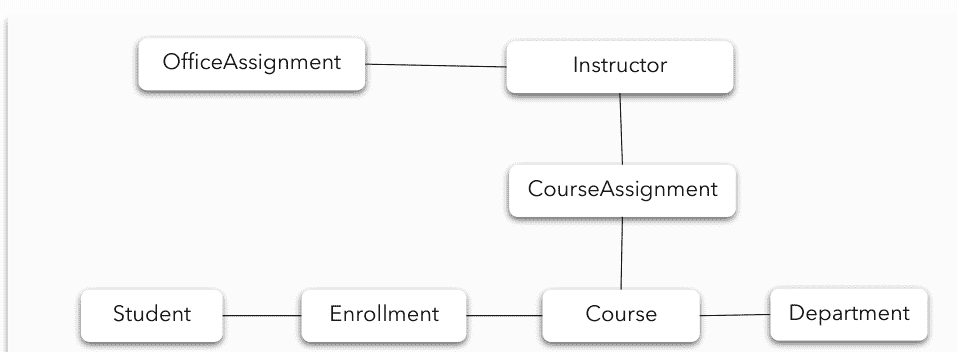 OfficeAssignment
Instructor
CourseAssignment
Student
Enrollment
Course
Department